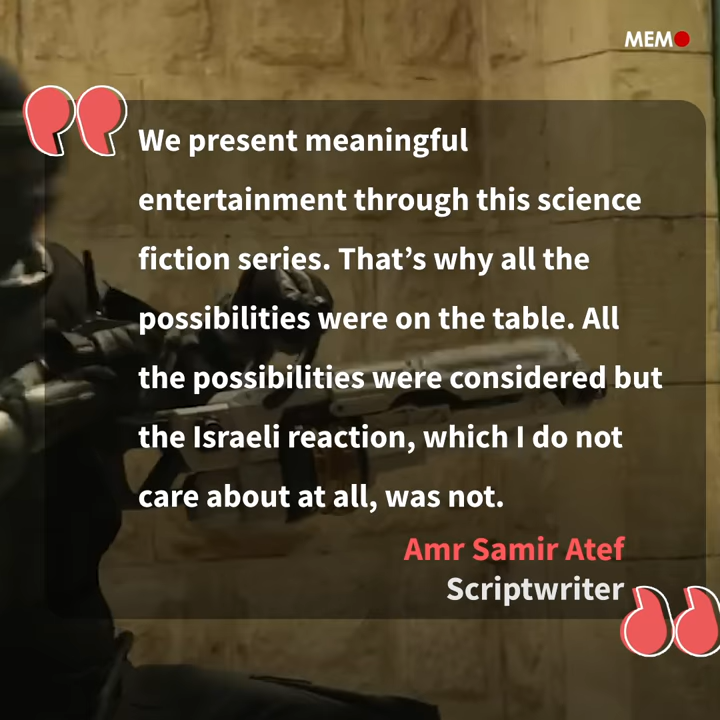 MEMO
We present meaningful
entertainment through this science
fiction series. That’s why all the
possibilities were on the table. All
the possibilities were considered but
the Israeli reaction, which I do not
care about at all, was not.
Amr Samir Atef
Scriptwriter